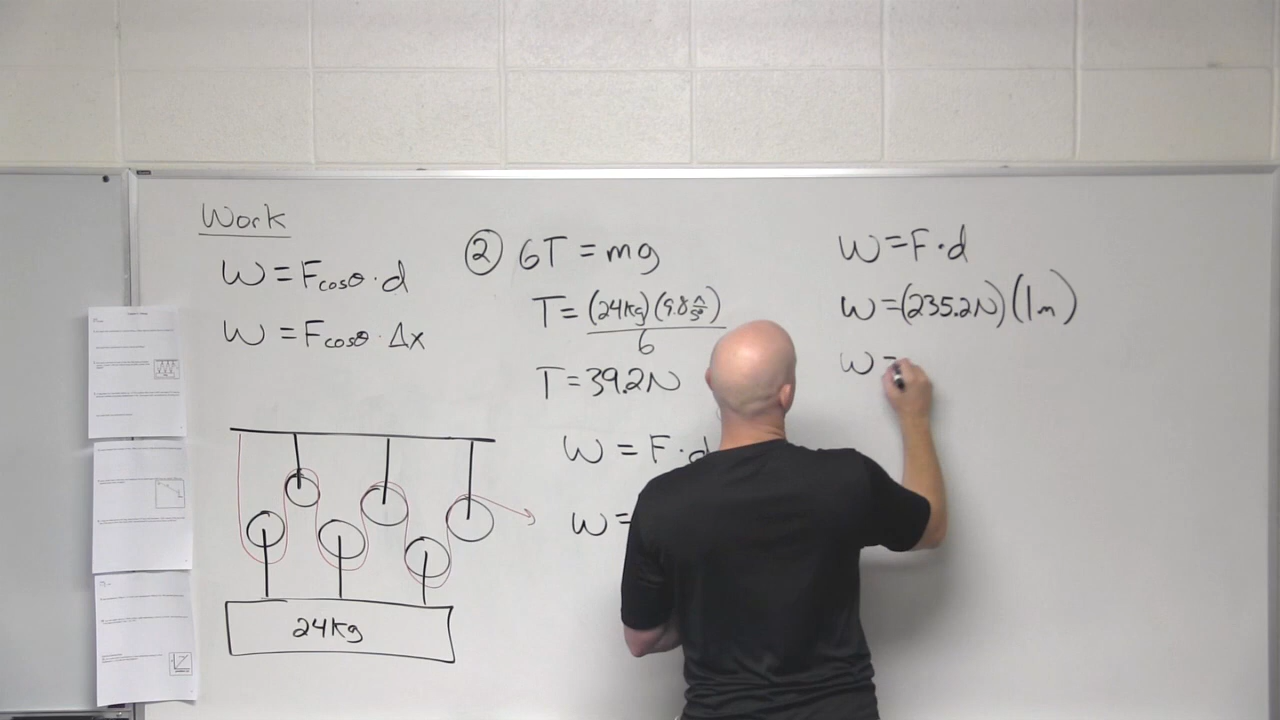 Work
W = Fcosθ · d
W = Fcosθ · Δx
24Kg
② 6T = mg
T = (24Kg)(9.8 m/s²)
6
T = 39.2N
W = F · d
W =
W = F · d
W = (235.2N)(1m)
W =